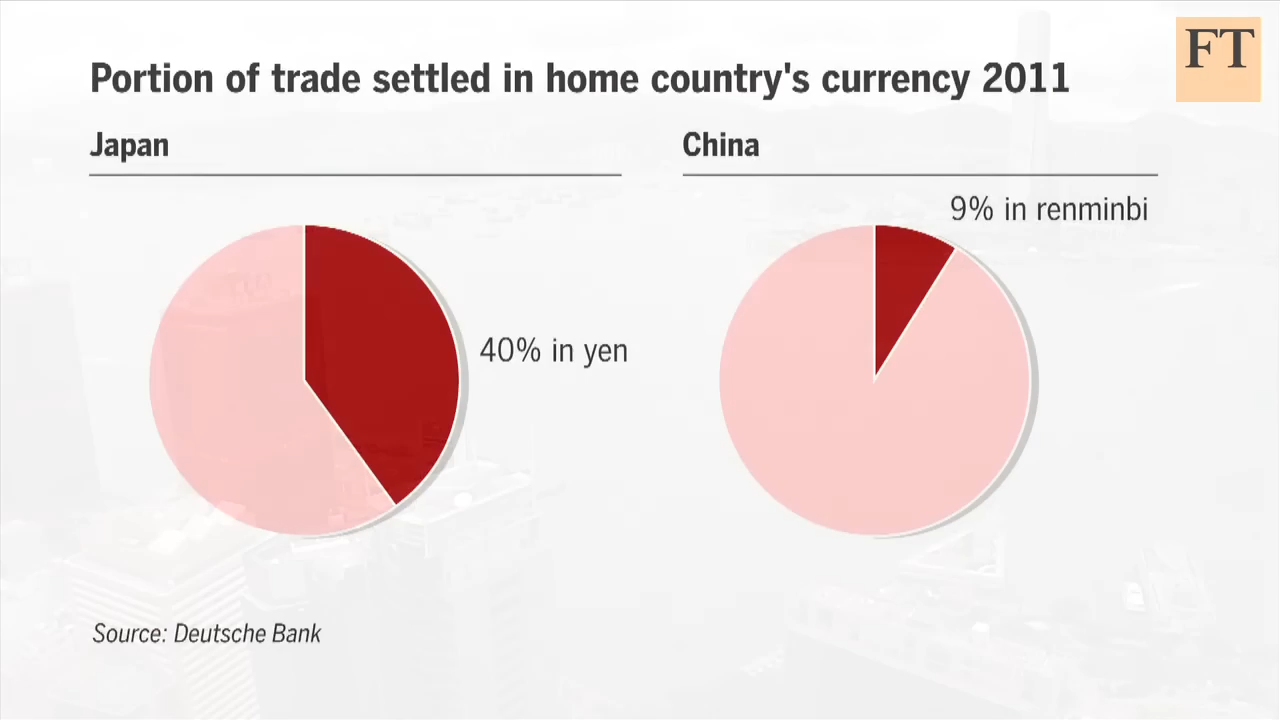 FT
Portion of trade settled in home country's currency 2011
Japan
40% in yen
China
9% in renminbi
Source: Deutsche Bank